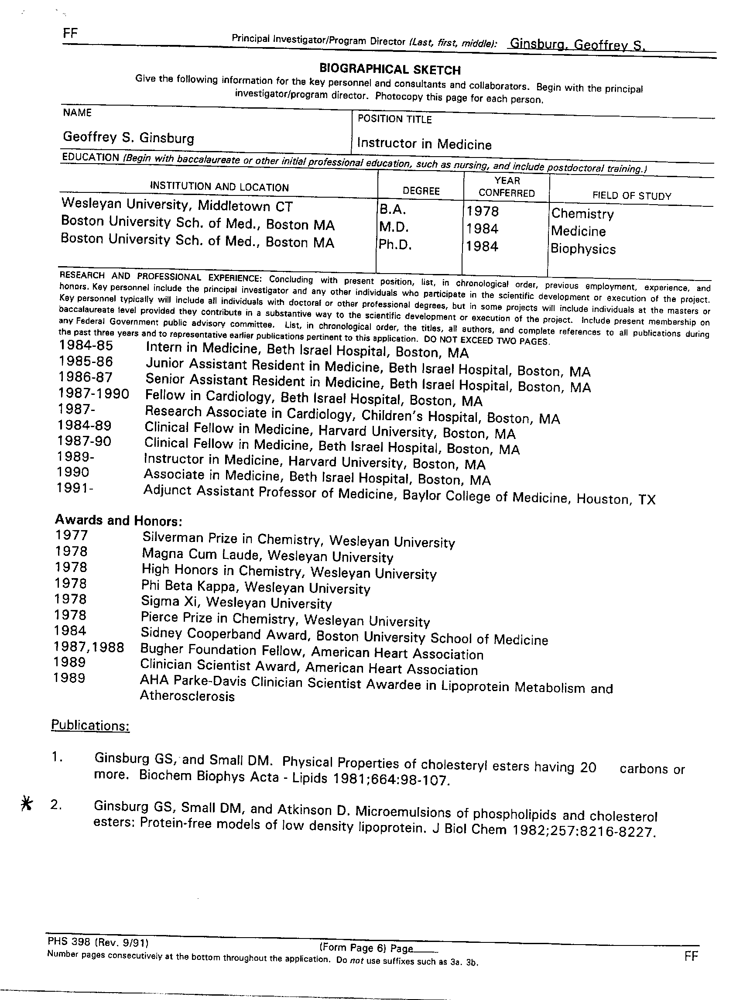 FF
Principal Investigator/Program Director (Last, first, middle): Ginsburg, Geoffrey S.
BIOGRAPHICAL SKETCH
Give the following information for the key personnel and consultants and collaborators. Begin with the principal
investigator/program director. Photocopy this page for each person.
NAME
POSITION TITLE
Geoffrey S. Ginsburg
Instructor in Medicine
EDUCATION (Begin with baccalaureate or other initial professional education, such as nursing, and include postdoctoral training.)
INSTITUTION AND LOCATION DEGREE YEAR CONFERRED FIELD OF STUDY
Wesleyan University, Middletown CT B.A. 1978 Chemistry
Boston University Sch. of Med., Boston MA M.D. 1984 Medicine
Boston University Sch. of Med., Boston MA Ph.D. 1984 Biophysics
RESEARCH AND PROFESSIONAL EXPERIENCE: Concluding with present position, list, in chronological order, previous employment, experience, and
honors. Key personnel include the principal investigator and any other individuals who participate in the scientific development or execution of the project.
Key personnel typically will include all individuals with doctoral or other professional degrees, but in some projects will include individuals at the masters or
baccalaureate level provided they contribute in a substantive way to the scientific development or execution of the project. Include present membership on
any Federal Government public advisory committee. List, in chronological order, the titles, all authors, and complete references to all publications during
the past three years and to representative earlier publications pertinent to this application. DO NOT EXCEED TWO PAGES.
1984-85 Intern in Medicine, Beth Israel Hospital, Boston, MA
1985-86 Junior Assistant Resident in Medicine, Beth Israel Hospital, Boston, MA
1986-87 Senior Assistant Resident in Medicine, Beth Israel Hospital, Boston, MA
1987-1990 Fellow in Cardiology, Beth Israel Hospital, Boston, MA
1987- Research Associate in Cardiology, Children's Hospital, Boston, MA
1984-89 Clinical Fellow in Medicine, Harvard University, Boston, MA
1987-90 Clinical Fellow in Medicine, Beth Israel Hospital, Boston, MA
1989- Instructor in Medicine, Harvard University, Boston, MA
1990 Associate in Medicine, Beth Israel Hospital, Boston, MA
1991- Adjunct Assistant Professor of Medicine, Baylor College of Medicine, Houston, TX
Awards and Honors:
1977 Silverman Prize in Chemistry, Wesleyan University
1978 Magna Cum Laude, Wesleyan University
1978 High Honors in Chemistry, Wesleyan University
1978 Phi Beta Kappa, Wesleyan University
1978 Sigma Xi, Wesleyan University
1978 Pierce Prize in Chemistry, Wesleyan University
1984 Sidney Cooperband Award, Boston University School of Medicine
1987,1988 Bugher Foundation Fellow, American Heart Association
1989 Clinician Scientist Award, American Heart Association
1989 AHA Parke-Davis Clinician Scientist Awardee in Lipoprotein Metabolism and
Atherosclerosis
Publications:
1. Ginsburg GS, and Small DM. Physical Properties of cholesteryl esters having 20 carbons or
more. Biochem Biophys Acta - Lipids 1981;664:98-107.
* 2. Ginsburg GS, Small DM, and Atkinson D. Microemulsions of phospholipids and cholesterol
esters: Protein-free models of low density lipoprotein. J Biol Chem 1982;257:8216-8227.
PHS 398 (Rev. 9/91) (Form Page 6) Page
Number pages consecutively at the bottom throughout the application. Do not use suffixes such as 3a. 3b.
FF